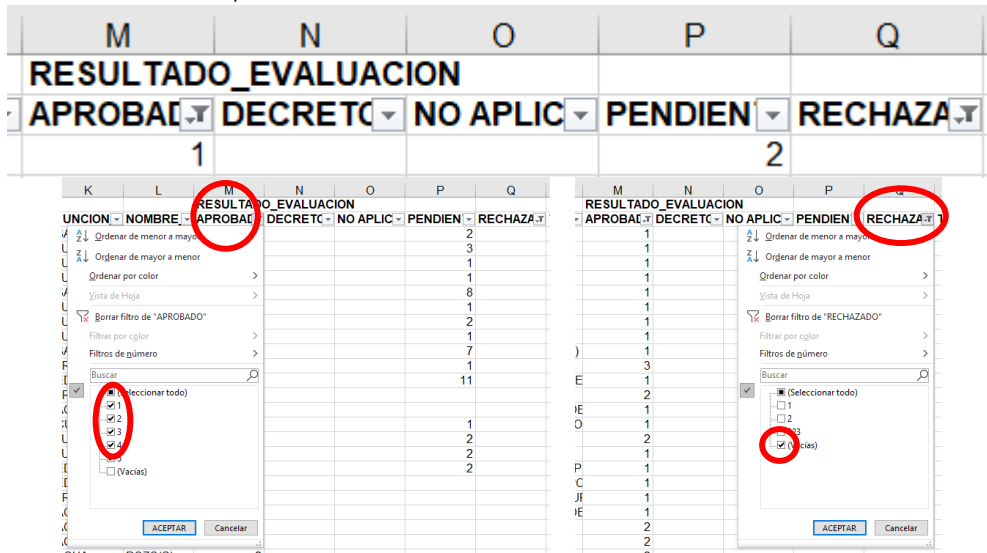 M N O P Q
RESULTADO_EVALUACION
APROBAD DECRETO NO APLIC PENDIEN RECHAZA
1 2
K L M N O P Q
RESULTADO_EVALUACION
UNCION_ NOMBRE_ APROBAD DECRETO NO APLIC PENDIEN RECHAZA
2
3
1
1
8
1
2
1
7
1
11
1
2
2
2
Ordenar de menor a mayor
Ordenar de mayor a menor
Ordenar por color
Vista de Hoja
Borrar filtro de "APROBADO"
Filtrar por color
Filtros de número
Buscar
(Seleccionar todo)
1
2
3
4
(Vacías)
ACEPTAR Cancelar
M N O P Q
RESULTADO_EVALUACION
APROBAD DECRETO NO APLIC PENDIEN RECHAZA
1
1
1
1
1
1
1
1
1
3
1
2
1
1
2
1
1
1
1
1
2
2
Ordenar de menor a mayor
Ordenar de mayor a menor
Ordenar por color
Vista de Hoja
Borrar filtro de "RECHAZADO"
Filtrar por color
Filtros de número
Buscar
(Seleccionar todo)
1
2
(Vacías)
ACEPTAR Cancelar